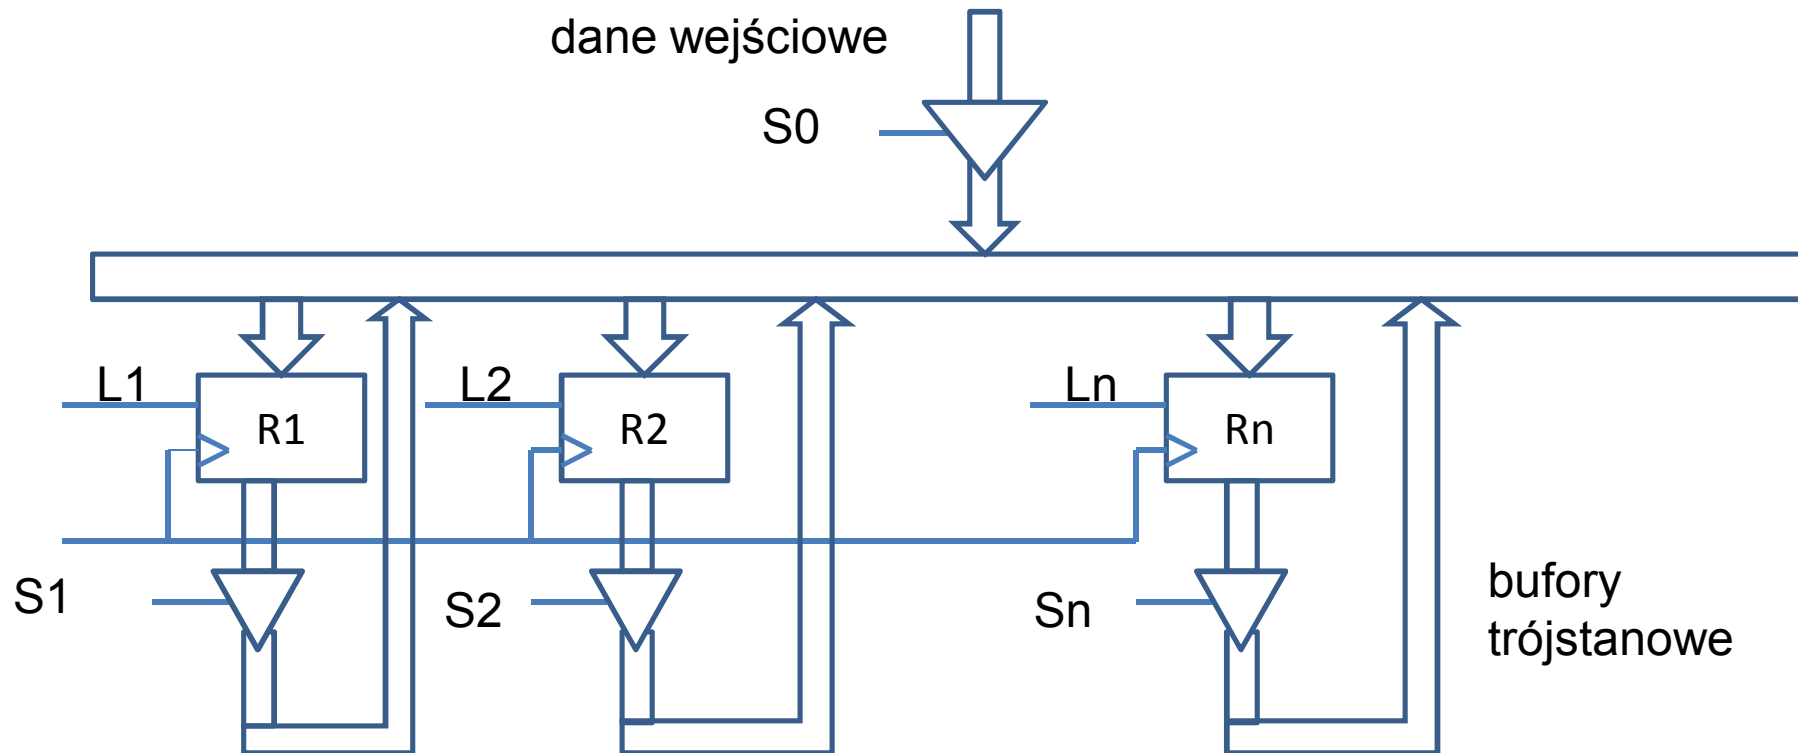 dane wejściowe
S0
L1
L2
Ln
R1
R2
Rn
S1
S2
Sn
bufory
trójstanowe